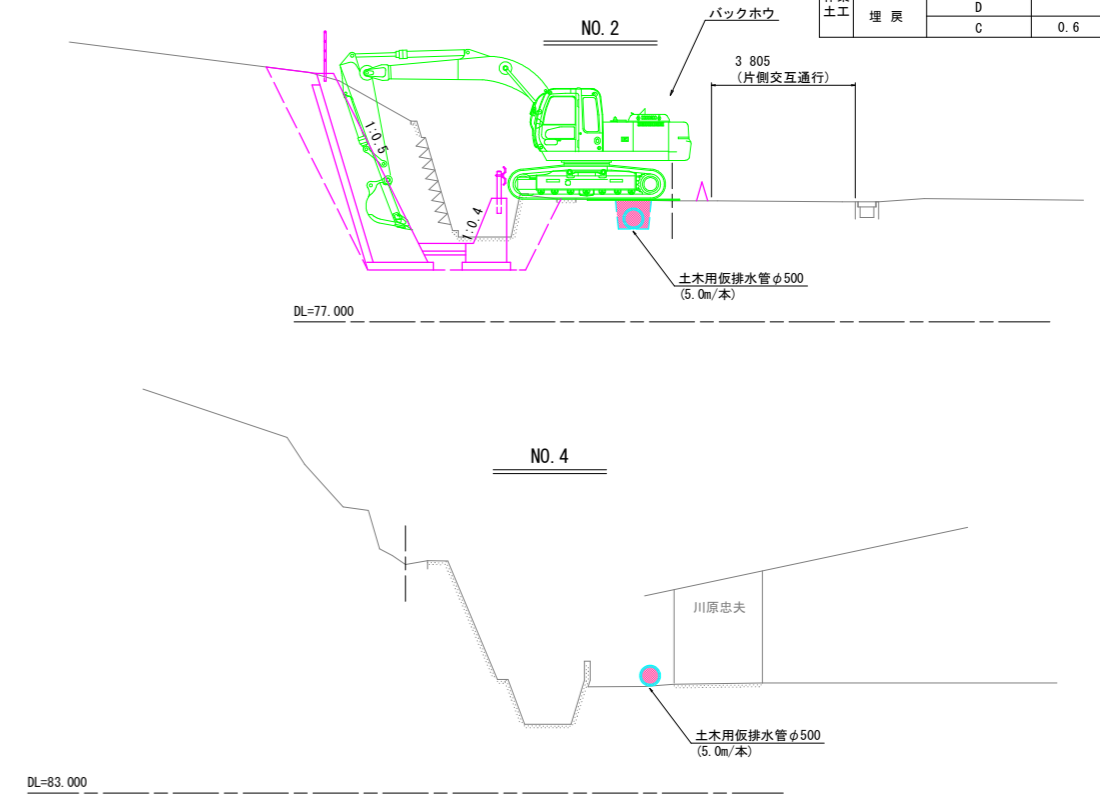 土工
埋 戻
D
C
0.6
NO.2
バックホウ
3 805
(片側交互通行)
1:0.5
1:0.4
土木用仮排水管φ500
(5.0m/本)
DL=77.000
NO.4
川原忠夫
土木用仮排水管φ500
(5.0m/本)
DL=83.000